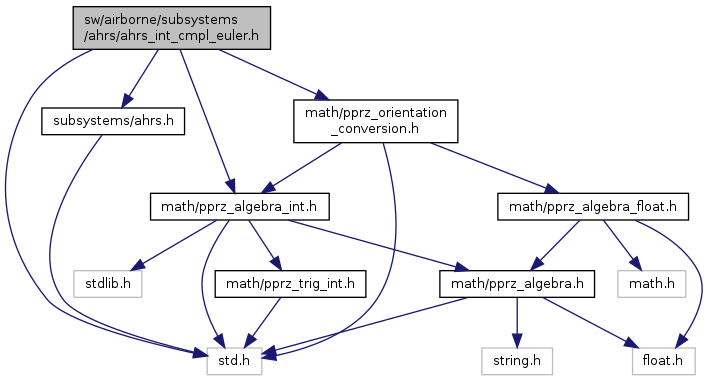 sw/airborne/subsystems
/ahrs/ahrs_int_cmpl_euler.h
subsystems/ahrs.h
math/pprz_orientation
_conversion.h
math/pprz_algebra_int.h
math/pprz_algebra_float.h
stdlib.h
math/pprz_trig_int.h
math/pprz_algebra.h
math.h
std.h
string.h
float.h